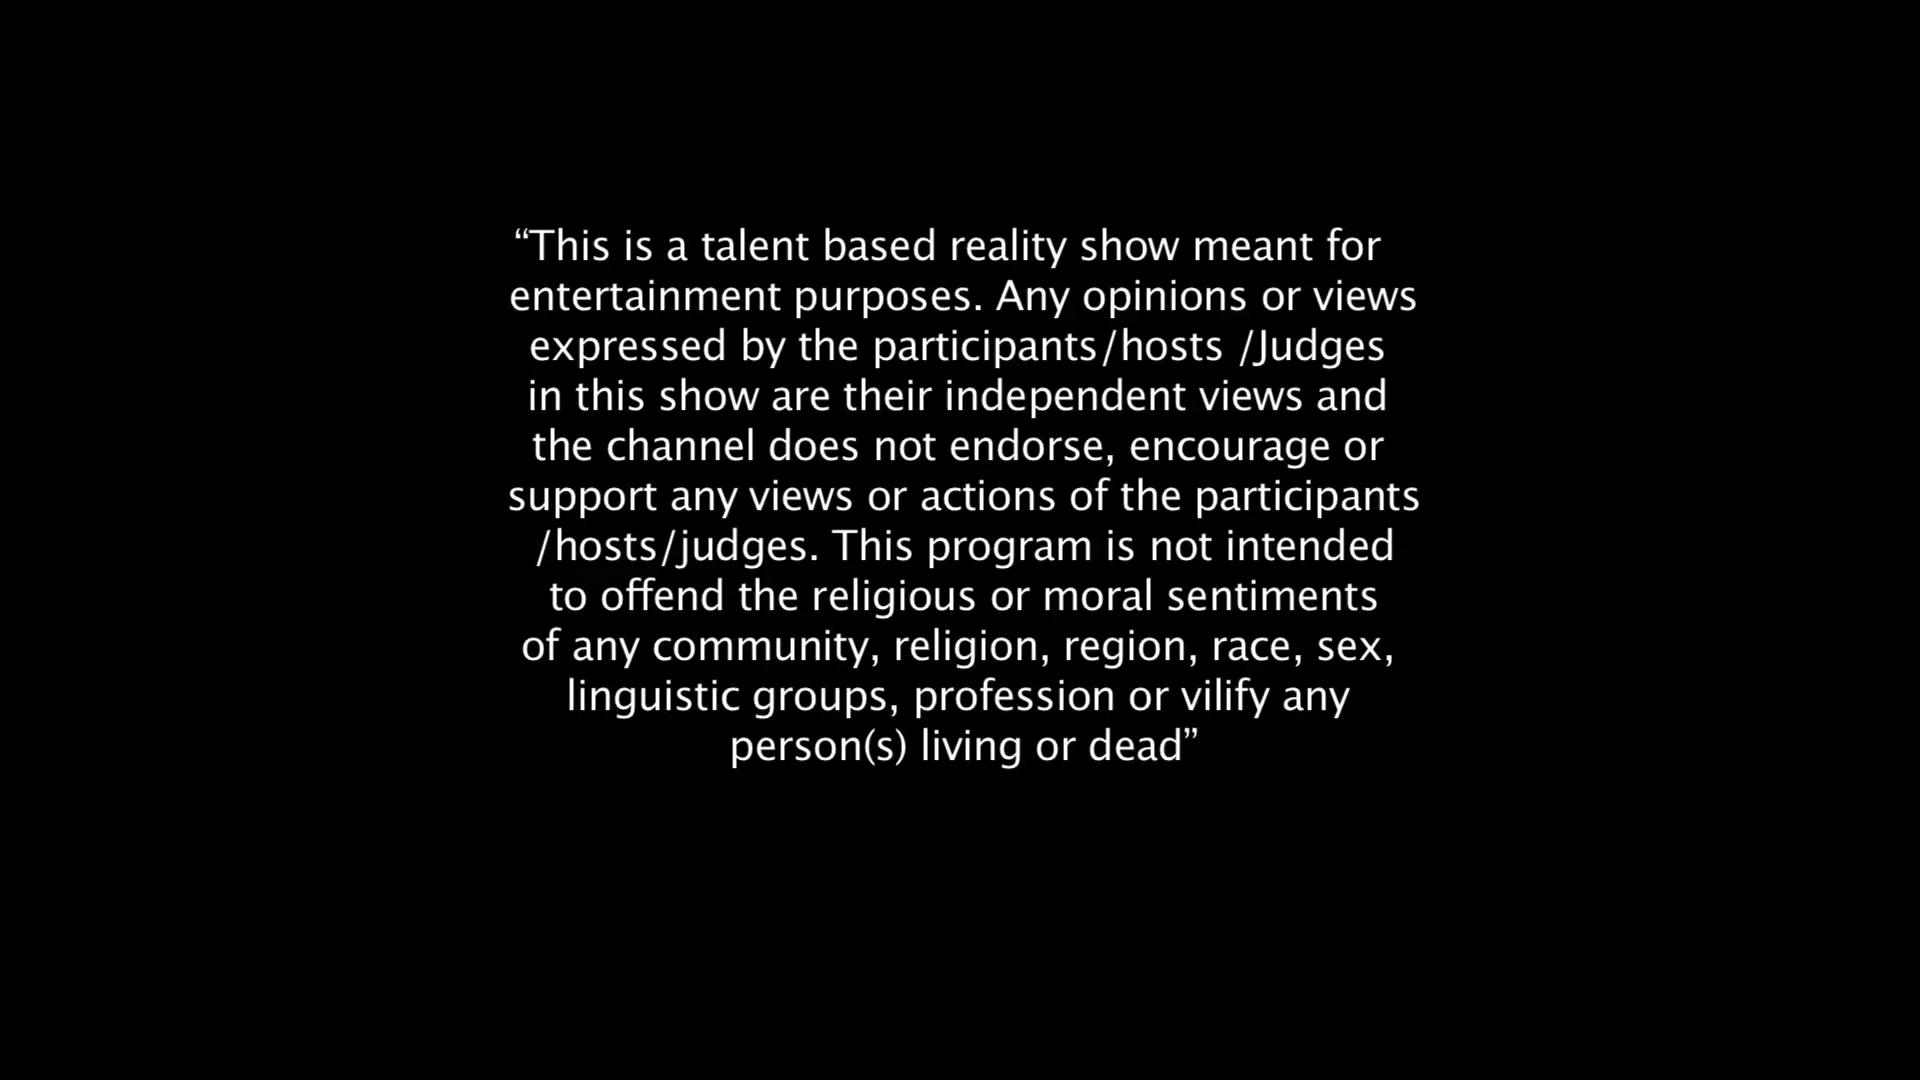 “This is a talent based reality show meant for
entertainment purposes. Any opinions or views
expressed by the participants/hosts /Judges
in this show are their independent views and
the channel does not endorse, encourage or
support any views or actions of the participants
/hosts/judges. This program is not intended
to offend the religious or moral sentiments
of any community, religion, region, race, sex,
linguistic groups, profession or vilify any
person(s) living or dead”